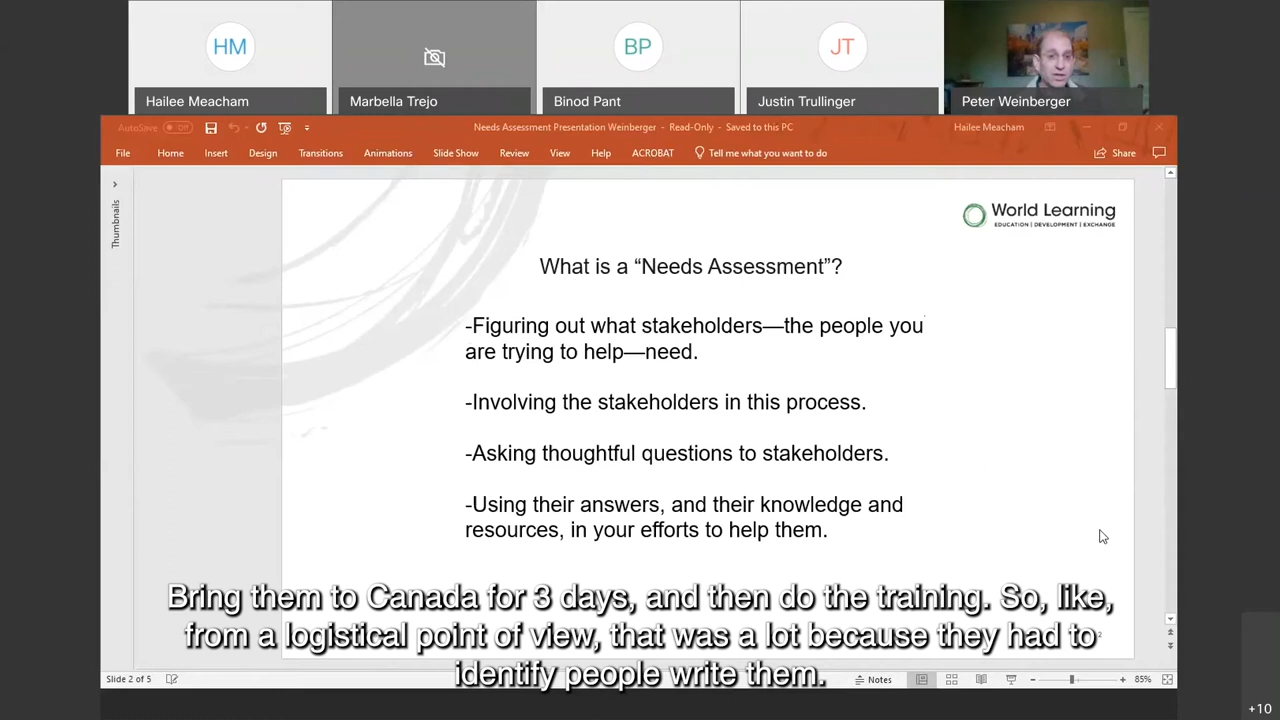 HM
BP
JT
Hailee Meacham
Marbella Trejo
Binod Pant
Justin Trullinger
Peter Weinberger
AutoSave Off
Needs Assessment Presentation Weinberger - Read-Only - Saved to this PC
Hailee Meacham
File Home Insert Design Transitions Animations Slide Show Review View Help ACROBAT Tell me what you want to do
Share
Thumbnails
World Learning
EDUCATION | DEVELOPMENT | EXCHANGE
What is a “Needs Assessment”?
-Figuring out what stakeholders—the people you
are trying to help—need.
-Involving the stakeholders in this process.
-Asking thoughtful questions to stakeholders.
-Using their answers, and their knowledge and
resources, in your efforts to help them.
Bring them to Canada for 3 days, and then do the training. So, like,
from a logistical point of view, that was a lot because they had to
identify people write them.
2
Slide 2 of 5
Notes
85%
+10